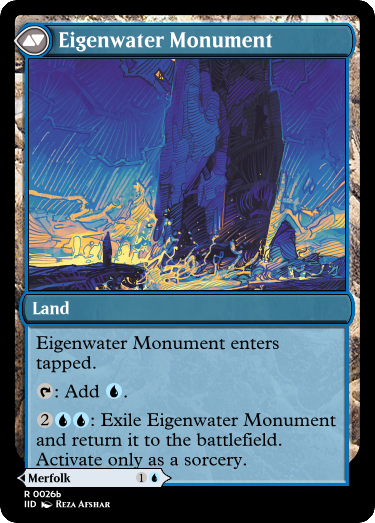 Eigenwater Monument
Land
Eigenwater Monument enters
tapped.
: Add .
2: Exile Eigenwater Monument
and return it to the battlefield.
Activate only as a sorcery.
Merfolk 1
R 0026b
IID Reza Afshar